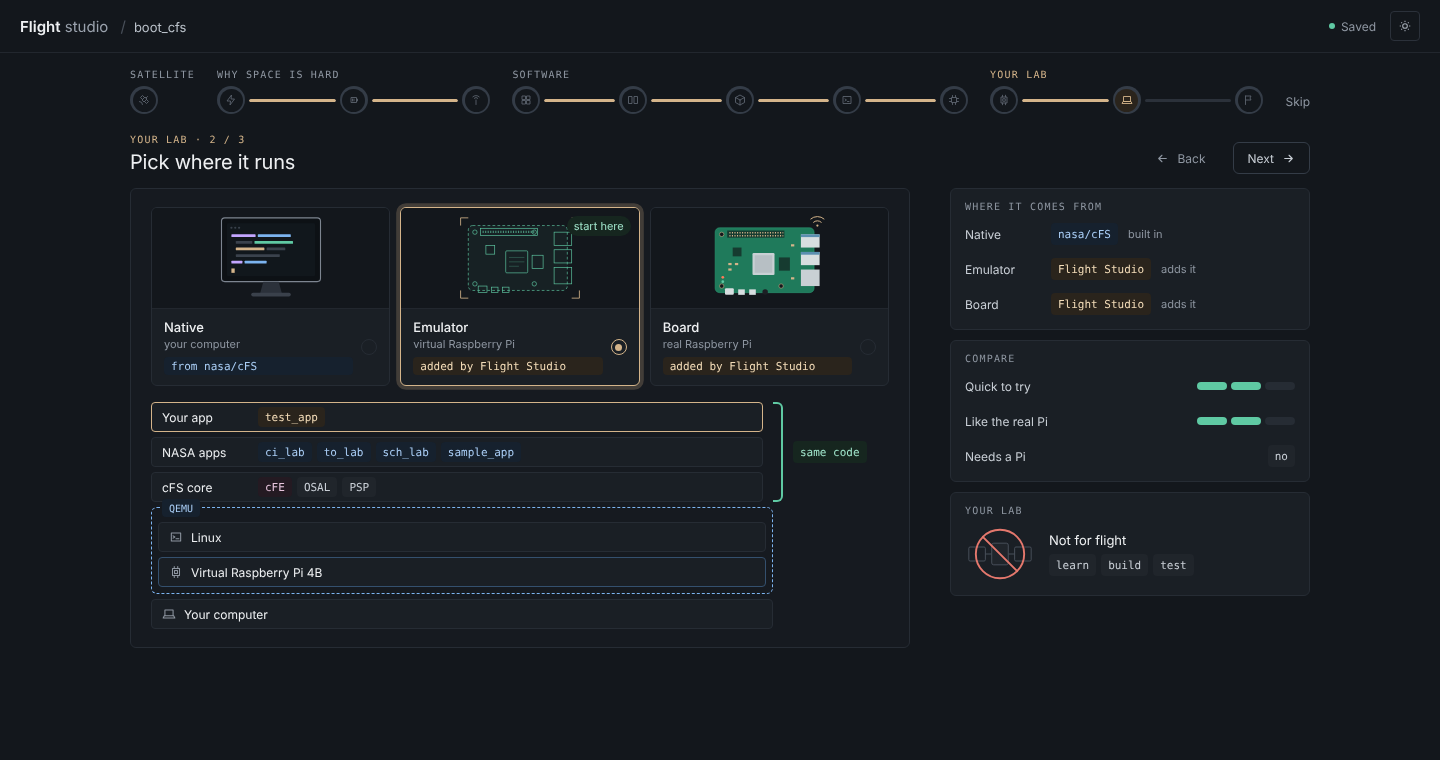 Flight studio / boot_cfs
Saved
SATELLITE
WHY SPACE IS HARD
SOFTWARE
YOUR LAB
Skip
YOUR LAB · 2 / 3
Pick where it runs
← Back
Next →
start here
Native
your computer
from nasa/cFS
Emulator
virtual Raspberry Pi
added by Flight Studio
Board
real Raspberry Pi
added by Flight Studio
Your app test_app
NASA apps ci_lab to_lab sch_lab sample_app
cFS core cFE OSAL PSP
same code
QEMU
Linux
Virtual Raspberry Pi 4B
Your computer
WHERE IT COMES FROM
Native nasa/cFS built in
Emulator Flight Studio adds it
Board Flight Studio adds it
COMPARE
Quick to try
Like the real Pi
Needs a Pi no
YOUR LAB
Not for flight
learn build test